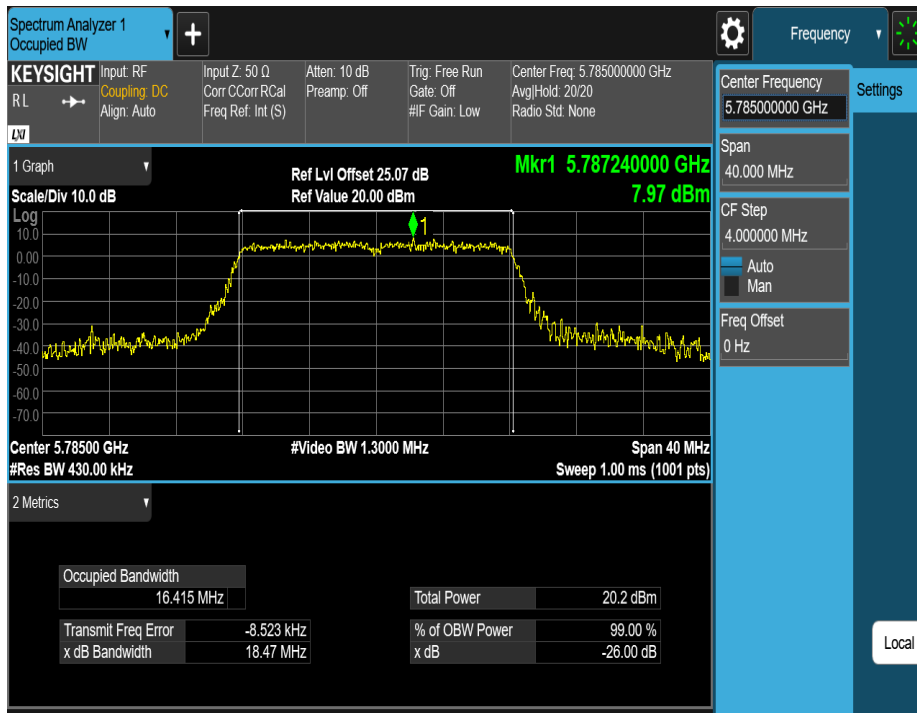 Spectrum Analyzer 1
Occupied BW
+
Frequency
KEYSIGHT
R L
LXI
Input: RF
Coupling: DC
Align: Auto
Input Z: 50 Ω
Corr CCorr RCal
Freq Ref: Int (S)
Atten: 10 dB
Preamp: Off
Trig: Free Run
Gate: Off
#IF Gain: Low
Center Freq: 5.785000000 GHz
Avg|Hold: 20/20
Radio Std: None
1 Graph
Scale/Div 10.0 dB
Ref Lvl Offset 25.07 dB
Ref Value 20.00 dBm
Mkr1 5.787240000 GHz
7.97 dBm
Log
10.0
0.00
-10.0
-20.0
-30.0
-40.0
-50.0
-60.0
-70.0
1
Center 5.78500 GHz
#Res BW 430.00 kHz
#Video BW 1.3000 MHz
Span 40 MHz
Sweep 1.00 ms (1001 pts)
2 Metrics
Occupied Bandwidth
16.415 MHz
Total Power 20.2 dBm
Transmit Freq Error -8.523 kHz
% of OBW Power 99.00 %
x dB Bandwidth 18.47 MHz
x dB -26.00 dB
Center Frequency
5.785000000 GHz
Span
40.000 MHz
CF Step
4.000000 MHz
Auto
Man
Freq Offset
0 Hz
Settings
Local